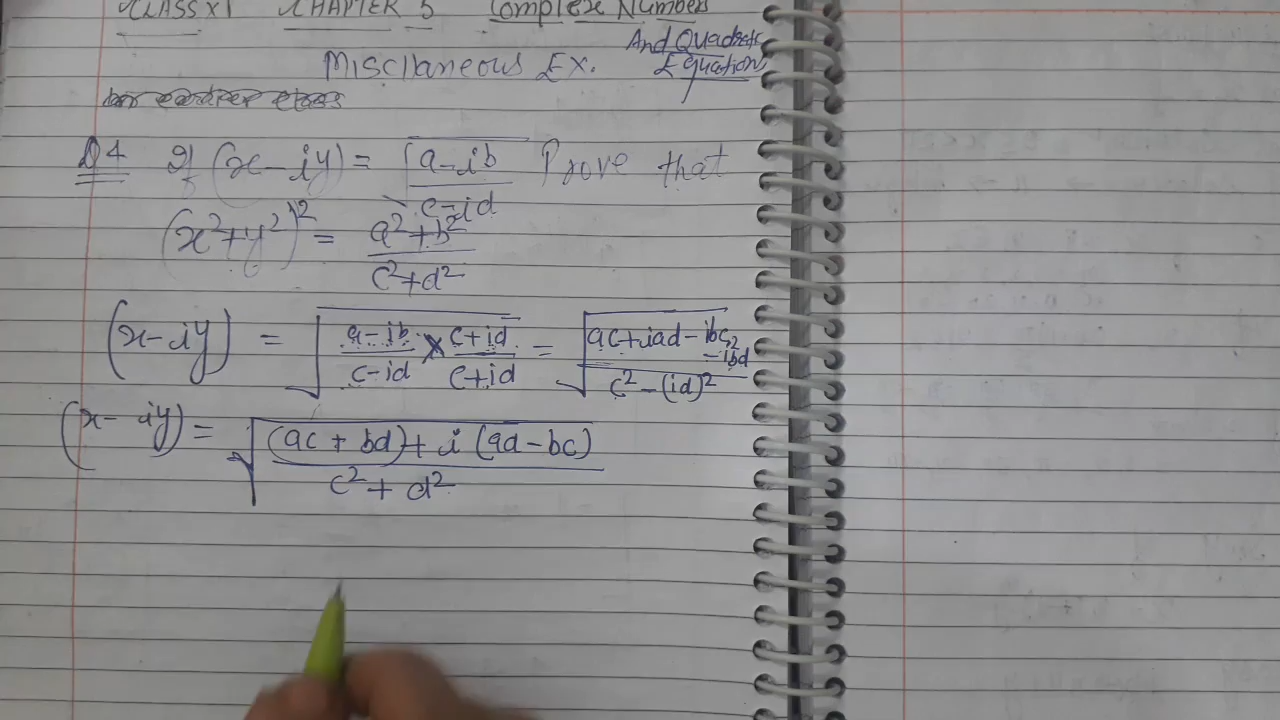 CLASS XI CHAPTER 5 Complex Numbers
And Quadratic
Miscllaneous Ex. Equation
Q4 If (x - iy) = √((a - ib)/(c - id)) Prove that
(x² + y²)² = (a² + b²)/(c² + d²)
(x - iy) = √((a - ib)/(c - id) × (c + id)/(c + id)) = √((ac + iad - ibc - i²bd)/(c² - (id)²))
(x - iy) = √(((ac + bd) + i (ad - bc))/(c² + d²))